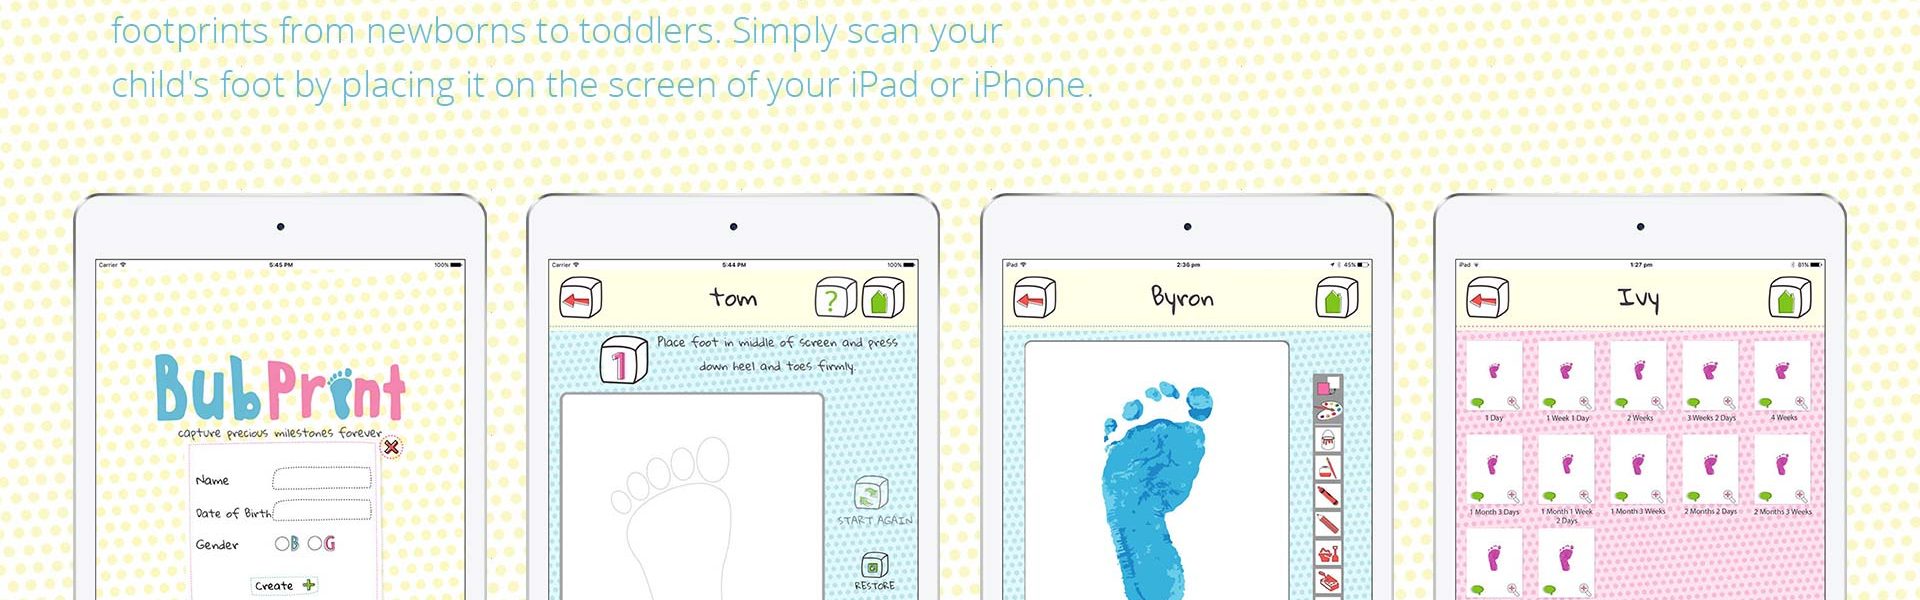 footprints from newborns to toddlers. Simply scan your
child's foot by placing it on the screen of your iPad or iPhone.
Carrier 5:45 PM 100%
BubPrint
capture precious milestones forever
Name
Date of Birth
Gender B G
Create
Carrier 5:44 PM 100%
tom
?
1
Place foot in middle of screen and press
down heel and toes firmly.
START AGAIN
RESTORE
iPad 2:36 pm 45%
Byron
iPad 1:27 pm 81%
Ivy
1 Day
1 Week 1 Day
2 Weeks
3 Weeks 2 Days
4 Weeks
1 Month 3 Days
1 Month 1 Week
2 Days
1 Month 3 Weeks
2 Months 2 Days
2 Months 3 Weeks